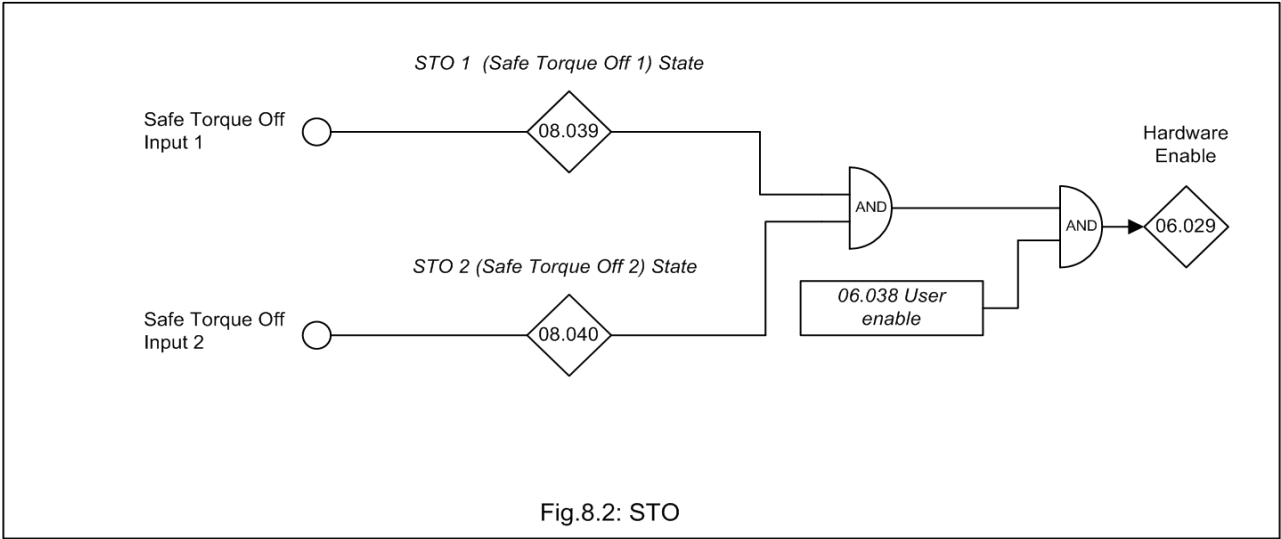 STO 1 (Safe Torque Off 1) State
Safe Torque Off
Input 1
08.039
Hardware
Enable
AND
AND
06.029
STO 2 (Safe Torque Off 2) State
06.038 User
enable
Safe Torque Off
Input 2
08.040
Fig.8.2: STO